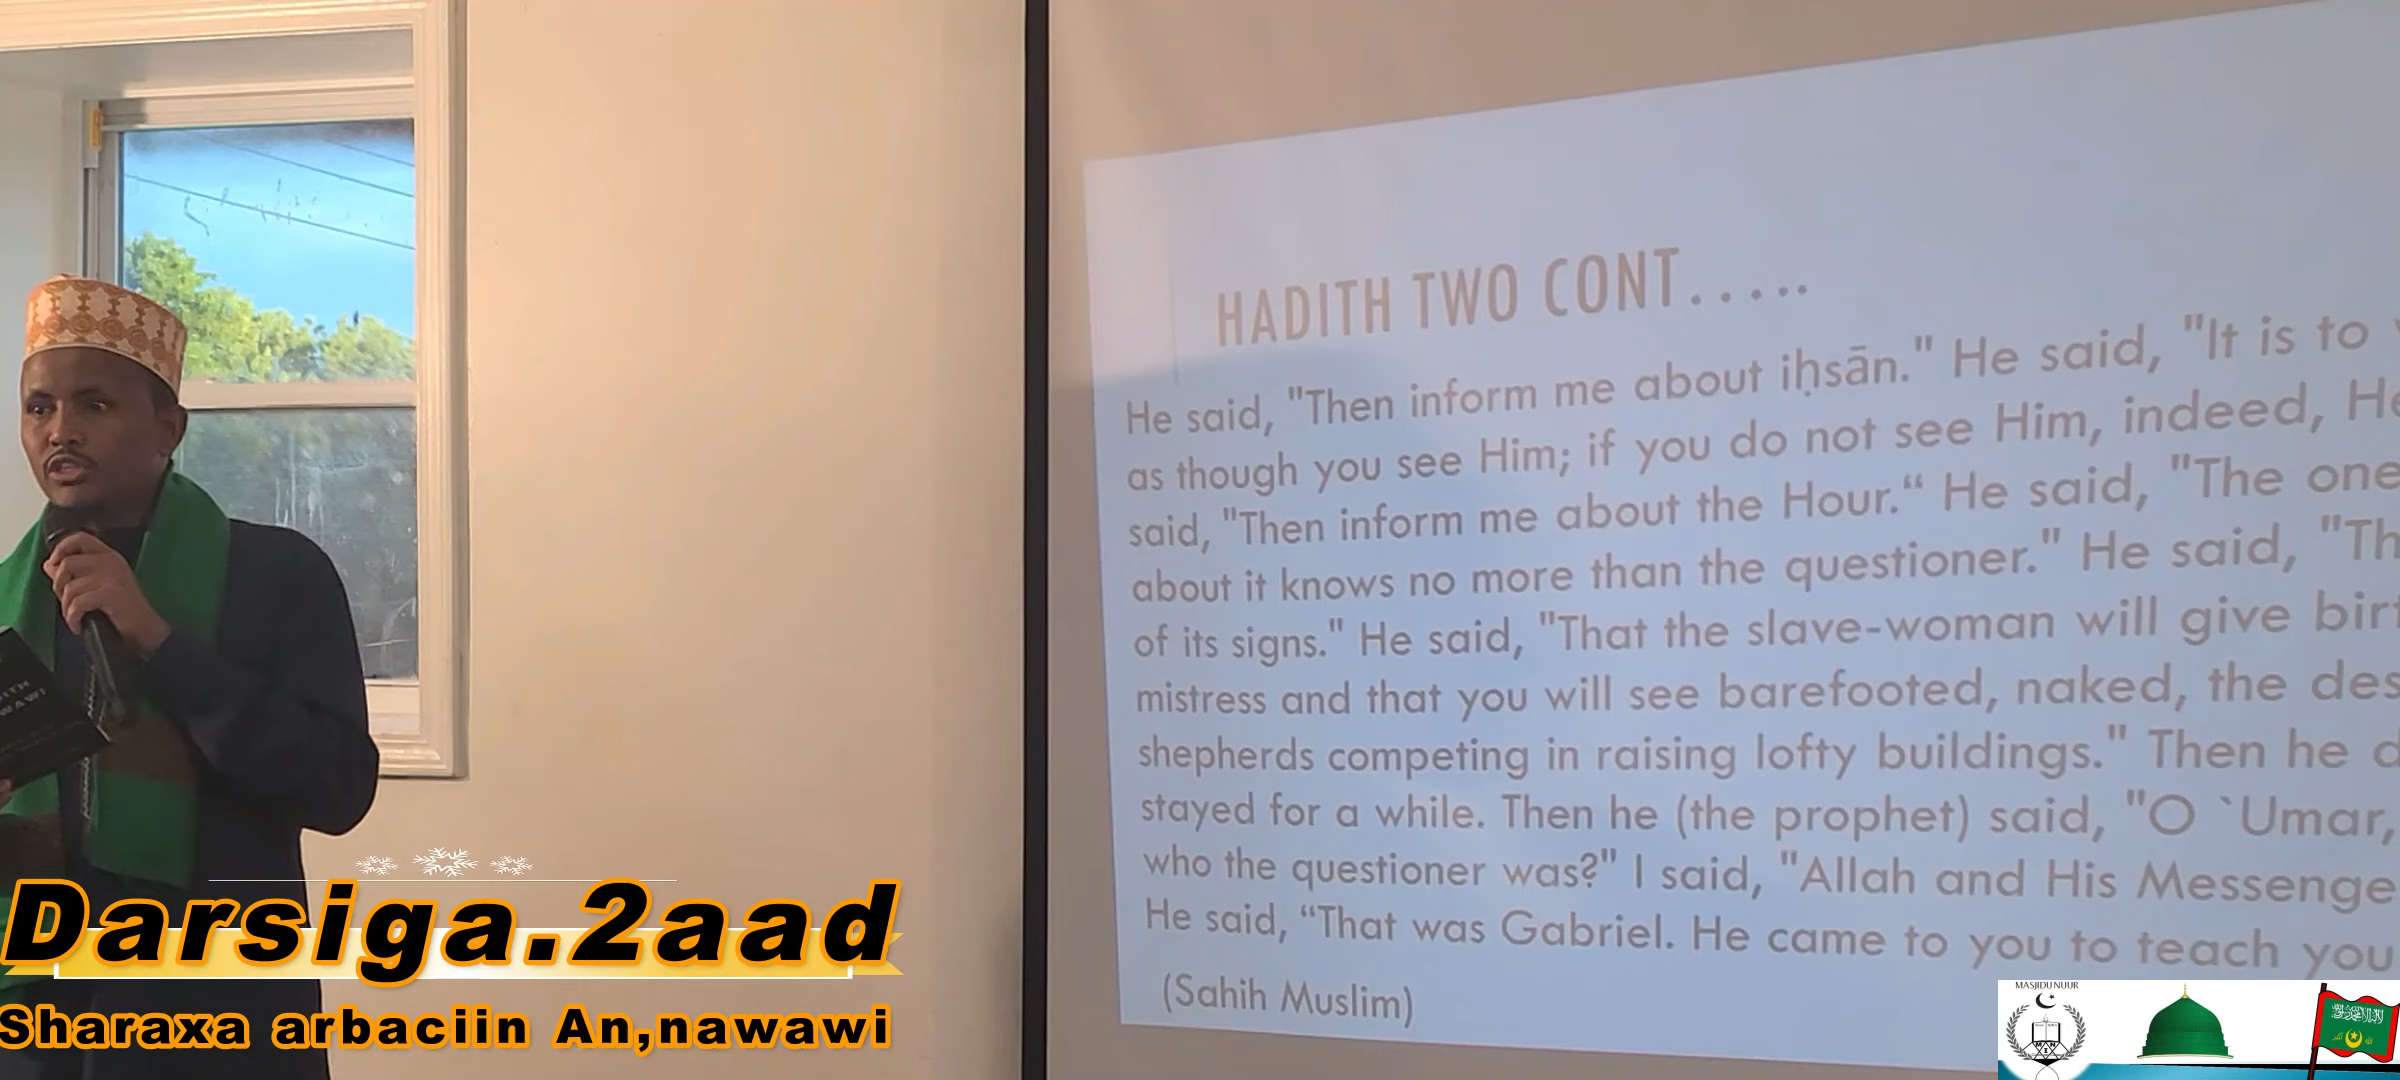 HADITH TWO CONT.....
He said, "Then inform me about iḥsān." He said, "It is to
as though you see Him; if you do not see Him, indeed, He
said, "Then inform me about the Hour.“ He said, "The one
about it knows no more than the questioner." He said, "Th
of its signs." He said, "That the slave-woman will give birt
mistress and that you will see barefooted, naked, the des
shepherds competing in raising lofty buildings." Then he d
stayed for a while. Then he (the prophet) said, "O `Umar,
who the questioner was?" I said, "Allah and His Messenge
He said, “That was Gabriel. He came to you to teach you
(Sahih Muslim)
Darsiga.2aad
Sharaxa arbaciin An,nawawi
MASJIDU NUUR